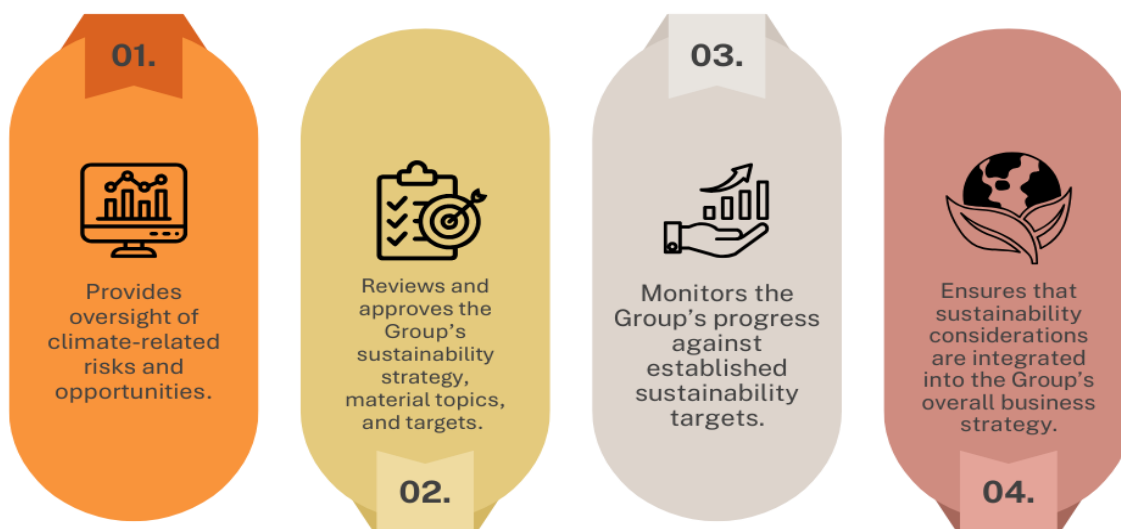 01.
Provides
oversight of
climate-related
risks and
opportunities.
Reviews and
approves the
Group's
sustainability
strategy,
material topics,
and targets.
02.
03.
Monitors the
Group's progress
against
established
sustainability
targets.
Ensures that
sustainability
considerations
are integrated
into the Group's
overall business
strategy.
04.